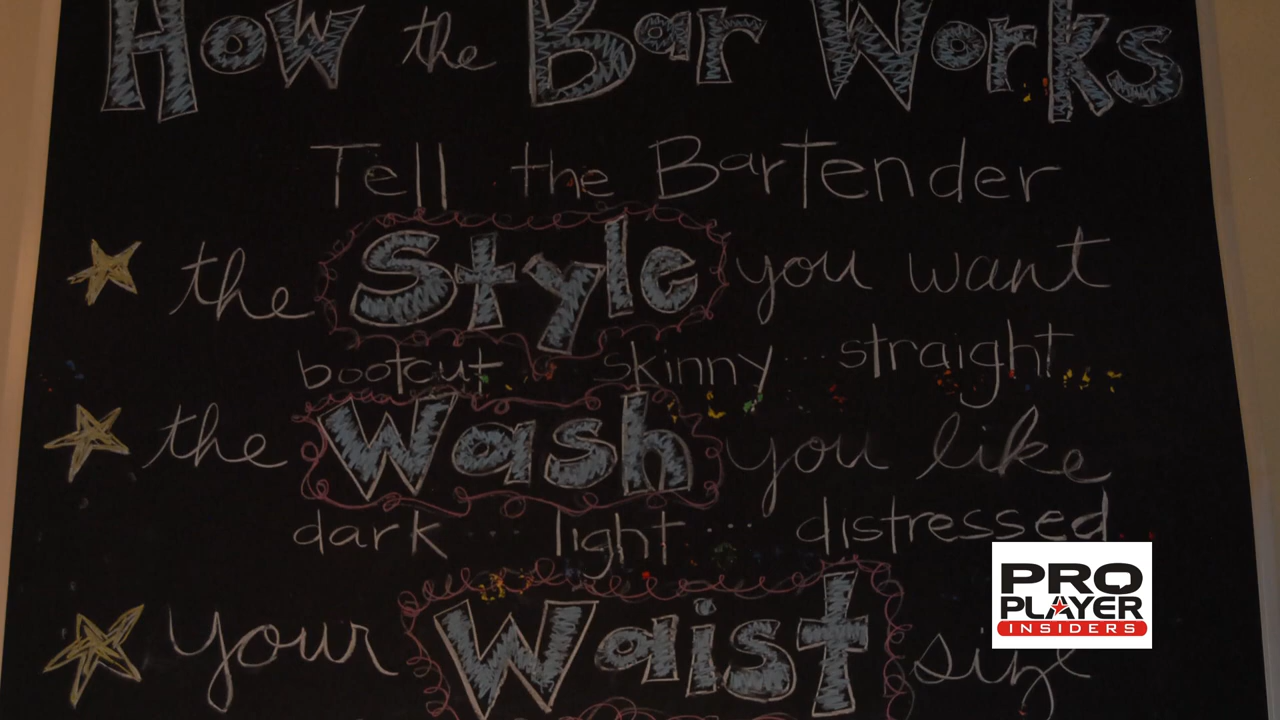 How the Bar Works
Tell the BarTender
the Style you want
bootcut skinny ... straight...
the Wash you like
dark ... light .... distressed...
your Waist size
PRO
PLAYER
INSIDERS